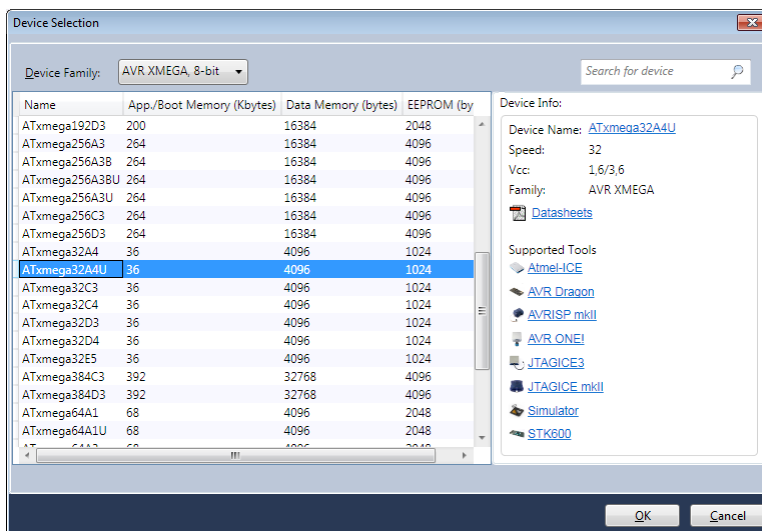 Device Selection
Device Family: AVR XMEGA, 8-bit Search for device
Name App./Boot Memory (Kbytes) Data Memory (bytes) EEPROM (by
ATxmega192D3 200 16384 2048
ATxmega256A3 264 16384 4096
ATxmega256A3B 264 16384 4096
ATxmega256A3BU 264 16384 4096
ATxmega256A3U 264 16384 4096
ATxmega256C3 264 16384 4096
ATxmega256D3 264 16384 4096
ATxmega32A4 36 4096 1024
ATxmega32A4U 36 4096 1024
ATxmega32C3 36 4096 1024
ATxmega32C4 36 4096 1024
ATxmega32D3 36 4096 1024
ATxmega32D4 36 4096 1024
ATxmega32E5 36 4096 1024
ATxmega384C3 392 32768 4096
ATxmega384D3 392 32768 4096
ATxmega64A1 68 4096 2048
ATxmega64A1U 68 4096 2048
Device Info:
Device Name: ATxmega32A4U
Speed: 32
Vcc: 1,6/3,6
Family: AVR XMEGA
Datasheets
Supported Tools
Atmel-ICE
AVR Dragon
AVRISP mkII
AVR ONE!
JTAGICE3
JTAGICE mkII
Simulator
STK600
OK Cancel